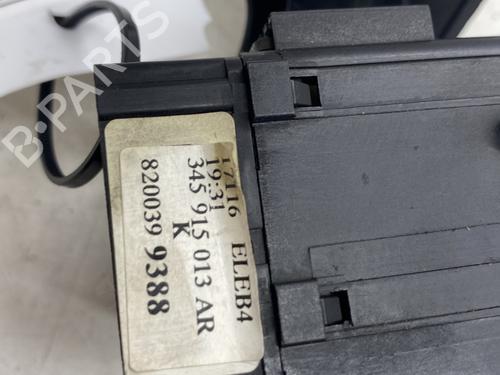 B-PARTS
17116 ELEB4
19:31
345 915 013 AR
K
820039 9388